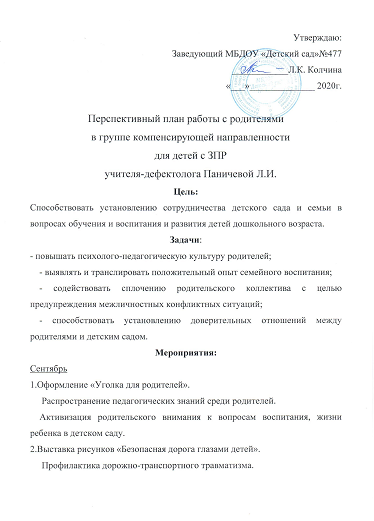 Утверждаю:
Заведующий МБДОУ «Детский сад»№477
Л.К. Колчина
«___» ______________ 2020г.
Перспективный план работы с родителями
в группе компенсирующей направленности
для детей с ЗПР
учителя-дефектолога Паничевой Л.И.
Цель:
Способствовать установлению сотрудничества детского сада и семьи в
вопросах обучения и воспитания и развития детей дошкольного возраста.
Задачи:
- повышать психолого-педагогическую культуру родителей;
- выявлять и транслировать положительный опыт семейного воспитания;
- содействовать сплочению родительского коллектива с целью
предупреждения межличностных конфликтных ситуаций;
- способствовать установлению доверительных отношений между
родителями и детским садом.
Мероприятия:
Сентябрь
1.Оформление «Уголка для родителей».
Распространение педагогических знаний среди родителей.
Активизация родительского внимания к вопросам воспитания, жизни
ребенка в детском саду.
2.Выставка рисунков «Безопасная дорога глазами детей».
Профилактика дорожно-транспортного травматизма.